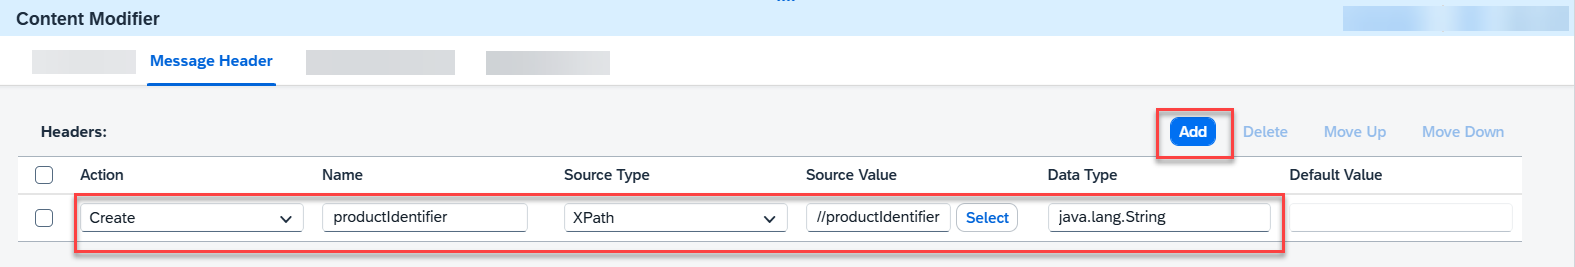 Content Modifier
Message Header
Headers: Add Delete Move Up Move Down
Action Name Source Type Source Value Data Type Default Value
Create productIdentifier XPath //productIdentifier Select java.lang.String